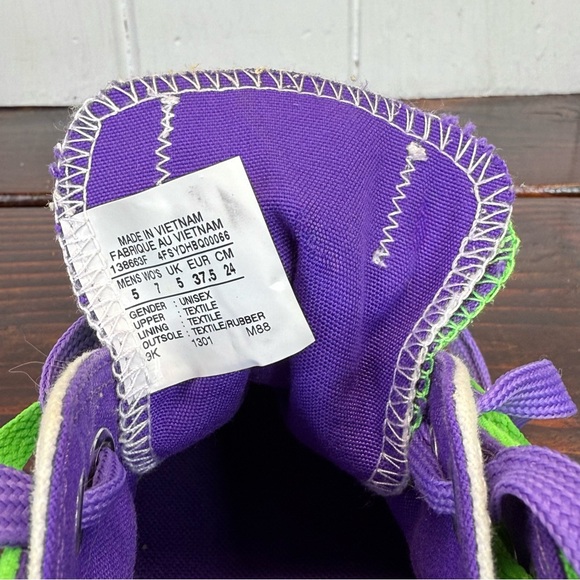 MADE IN VIETNAM
FABRIQUE AU VIETNAM
138663F 4FSYDHBQ00066
MENS WO'S UK EUR CM
5 7 5 37.5 24
GENDER : UNISEX
UPPER : TEXTILE
LINING : TEXTILE
OUTSOLE : TEXTILE/RUBBER
9K 1301 M88